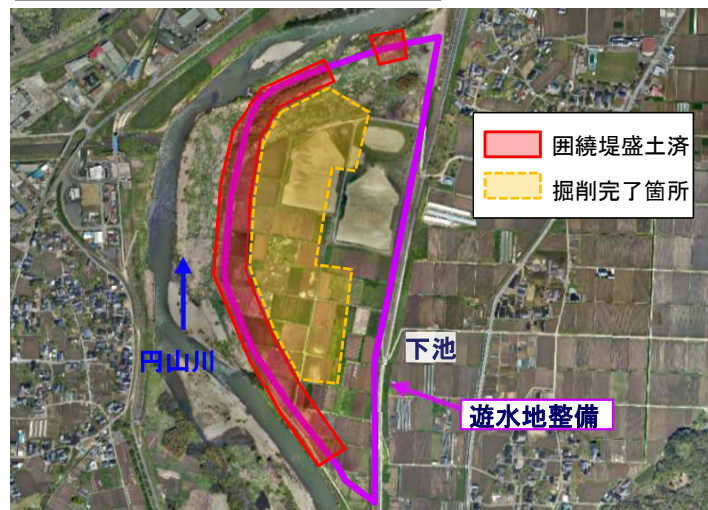 囲繞堤盛土済
掘削完了箇所
下池
円山川
遊水地整備